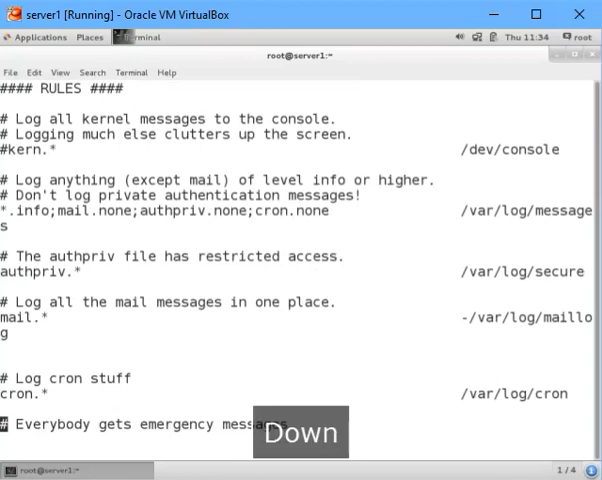 server1 [Running] - Oracle VM VirtualBox
Applications Places Terminal Thu 11:34 root
root@server1:~
File Edit View Search Terminal Help
#### RULES ####
# Log all kernel messages to the console.
# Logging much else clutters up the screen.
#kern.* /dev/console
# Log anything (except mail) of level info or higher.
# Don't log private authentication messages!
*.info;mail.none;authpriv.none;cron.none /var/log/message
s
# The authpriv file has restricted access.
authpriv.* /var/log/secure
# Log all the mail messages in one place.
mail.* -/var/log/maillo
g
# Log cron stuff
cron.* /var/log/cron
# Everybody gets emergency messages
Down
root@server1:~ 1 / 4 1